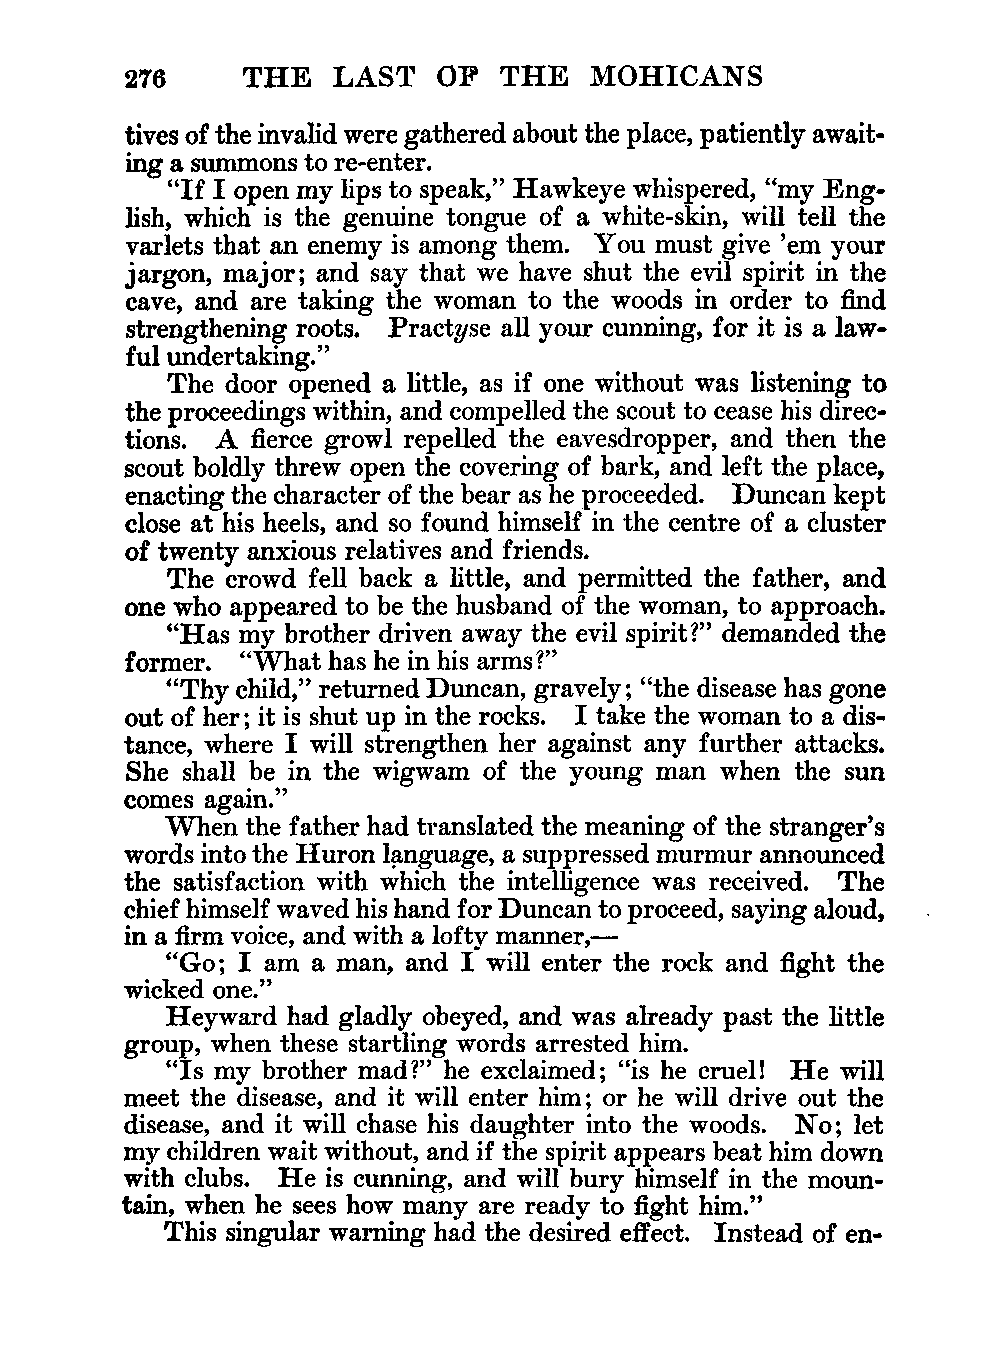 276 THE LAST OF THE MOHICANS
tives of the invalid were gathered about the place, patiently await-
ing a summons to re-enter.
“If I open my lips to speak,” Hawkeye whispered, “my Eng-
lish, which is the genuine tongue of a white-skin, will tell the
varlets that an enemy is among them. You must give ’em your
jargon, major; and say that we have shut the evil spirit in the
cave, and are taking the woman to the woods in order to find
strengthening roots. Practyse all your cunning, for it is a law-
ful undertaking.”
The door opened a little, as if one without was listening to
the proceedings within, and compelled the scout to cease his direc-
tions. A fierce growl repelled the eavesdropper, and then the
scout boldly threw open the covering of bark, and left the place,
enacting the character of the bear as he proceeded. Duncan kept
close at his heels, and so found himself in the centre of a cluster
of twenty anxious relatives and friends.
The crowd fell back a little, and permitted the father, and
one who appeared to be the husband of the woman, to approach.
“Has my brother driven away the evil spirit?” demanded the
former. “What has he in his arms?”
“Thy child,” returned Duncan, gravely; “the disease has gone
out of her; it is shut up in the rocks. I take the woman to a dis-
tance, where I will strengthen her against any further attacks.
She shall be in the wigwam of the young man when the sun
comes again.”
When the father had translated the meaning of the stranger’s
words into the Huron language, a suppressed murmur announced
the satisfaction with which the intelligence was received. The
chief himself waved his hand for Duncan to proceed, saying aloud,
in a firm voice, and with a lofty manner,—
“Go; I am a man, and I will enter the rock and fight the
wicked one.”
Heyward had gladly obeyed, and was already past the little
group, when these startling words arrested him.
“Is my brother mad?” he exclaimed; “is he cruel! He will
meet the disease, and it will enter him; or he will drive out the
disease, and it will chase his daughter into the woods. No; let
my children wait without, and if the spirit appears beat him down
with clubs. He is cunning, and will bury himself in the moun-
tain, when he sees how many are ready to fight him.”
This singular warning had the desired effect. Instead of en-